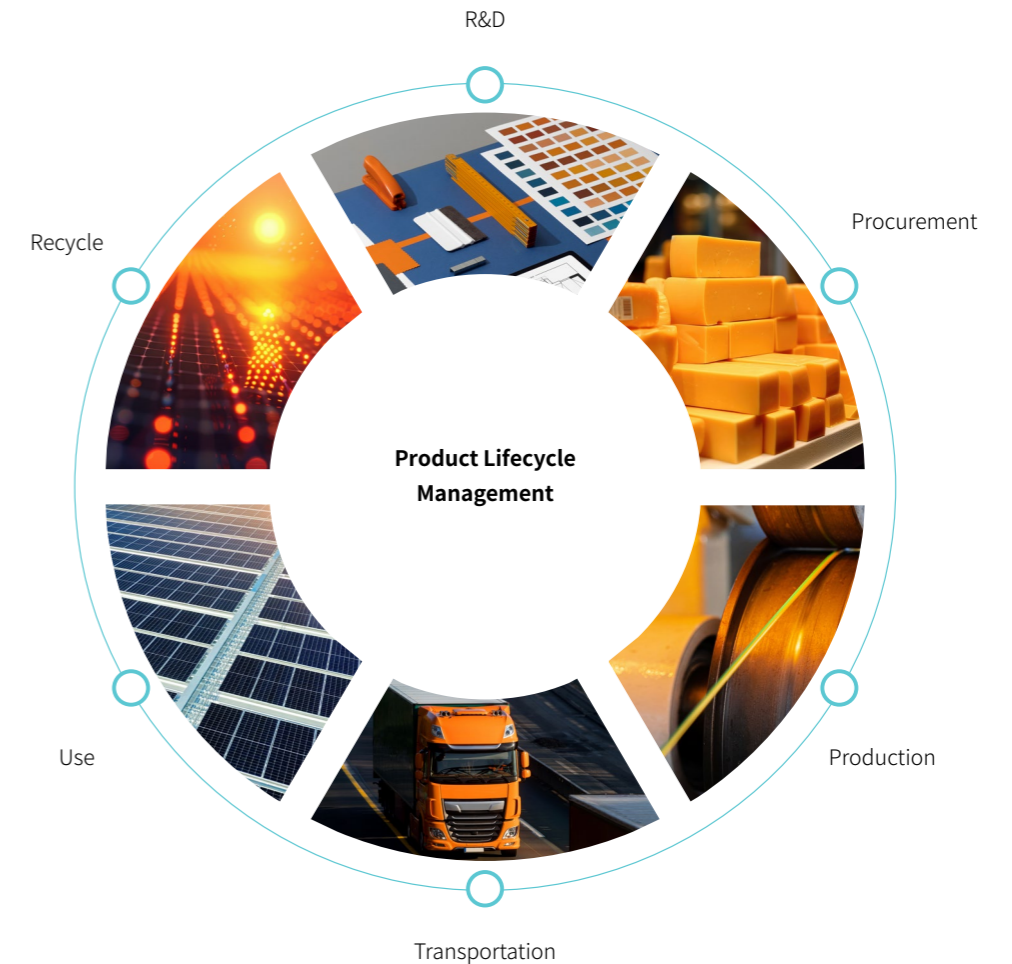 R&D
Procurement
Recycle
Product Lifecycle
Management
Use
Production
Transportation